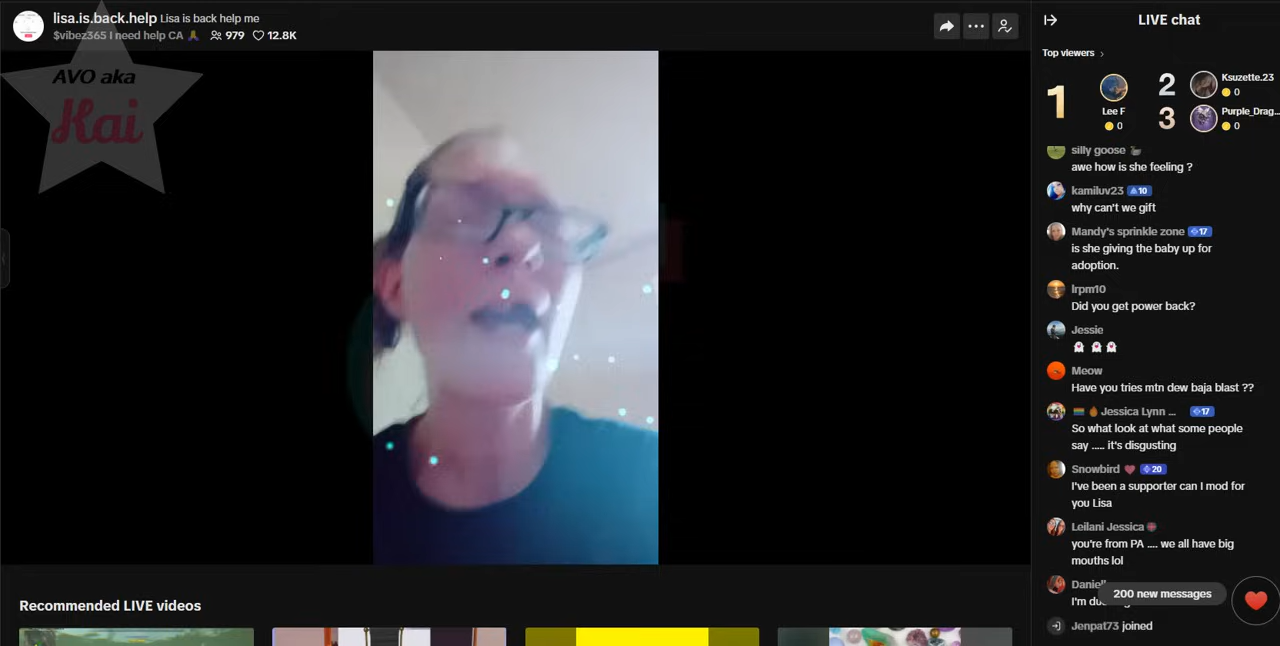 lisa.is.back.help Lisa is back help me
$vibez365 I need help CA 979 12.8K
AVO aka
Kai
LIVE chat
Top viewers
1
Lee F
0
2
Ksuzette.23
0
3
Purple_Drag...
0
silly goose
awe how is she feeling ?
kamiluv23 10
why can't we gift
Mandy's sprinkle zone 17
is she giving the baby up for
adoption.
lrpm10
Did you get power back?
Jessie
Meow
Have you tries mtn dew baja blast ??
Jessica Lynn ... 17
So what look at what some people
say ..... it's disgusting
Snowbird 20
I've been a supporter can I mod for
you Lisa
Leilani Jessica
you're from PA .... we all have big
mouths lol
I'm
200 new messages
Jenpat73 joined
Recommended LIVE videos